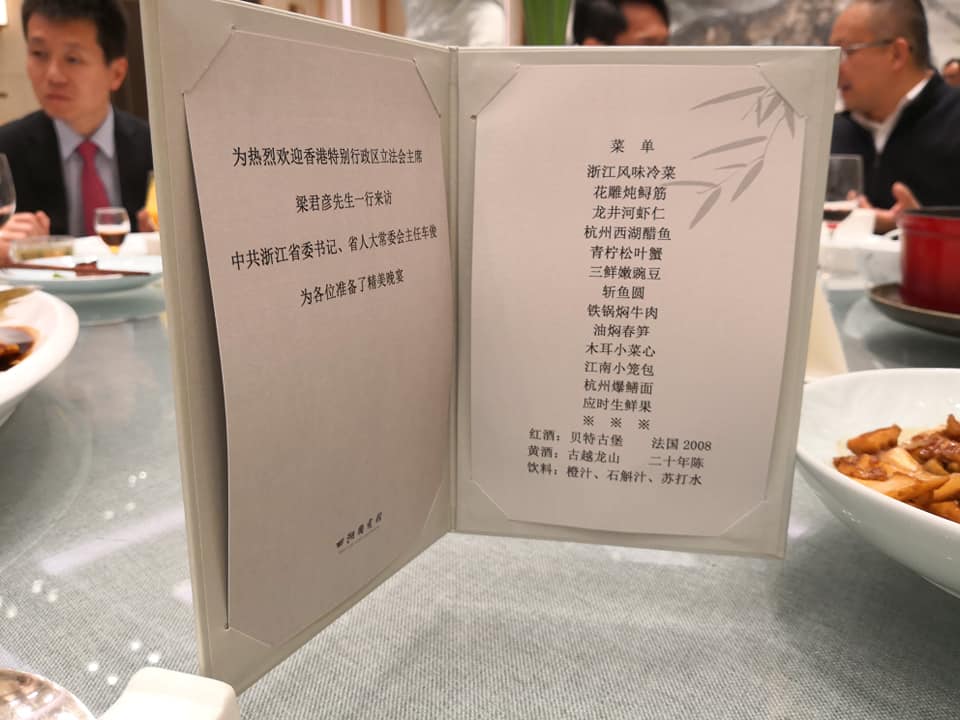 为热烈欢迎香港特别行政区立法会主席
梁君彦先生一行来访
中共浙江省委书记、省人大常委会主任车俊
为各位准备了精美晚宴
西湖国宾馆
菜 单
浙江风味冷菜
花雕炖鲟筋
龙井河虾仁
杭州西湖醋鱼
青柠松叶蟹
三鲜嫩豌豆
斩鱼圆
铁锅焖牛肉
油焖春笋
木耳小菜心
江南小笼包
杭州爆鳝面
应时生鲜果
※ ※ ※
红酒：贝特古堡 法国 2008
黄酒：古越龙山 二十年陈
饮料：橙汁、石斛汁、苏打水